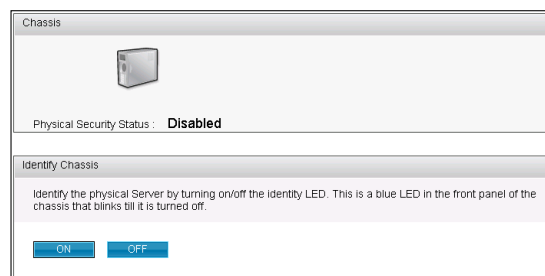 Chassis
Physical Security Status : Disabled
Identify Chassis
Identify the physical Server by turning on/off the identity LED. This is a blue LED in the front panel of the
chassis that blinks till it is turned off.
ON OFF